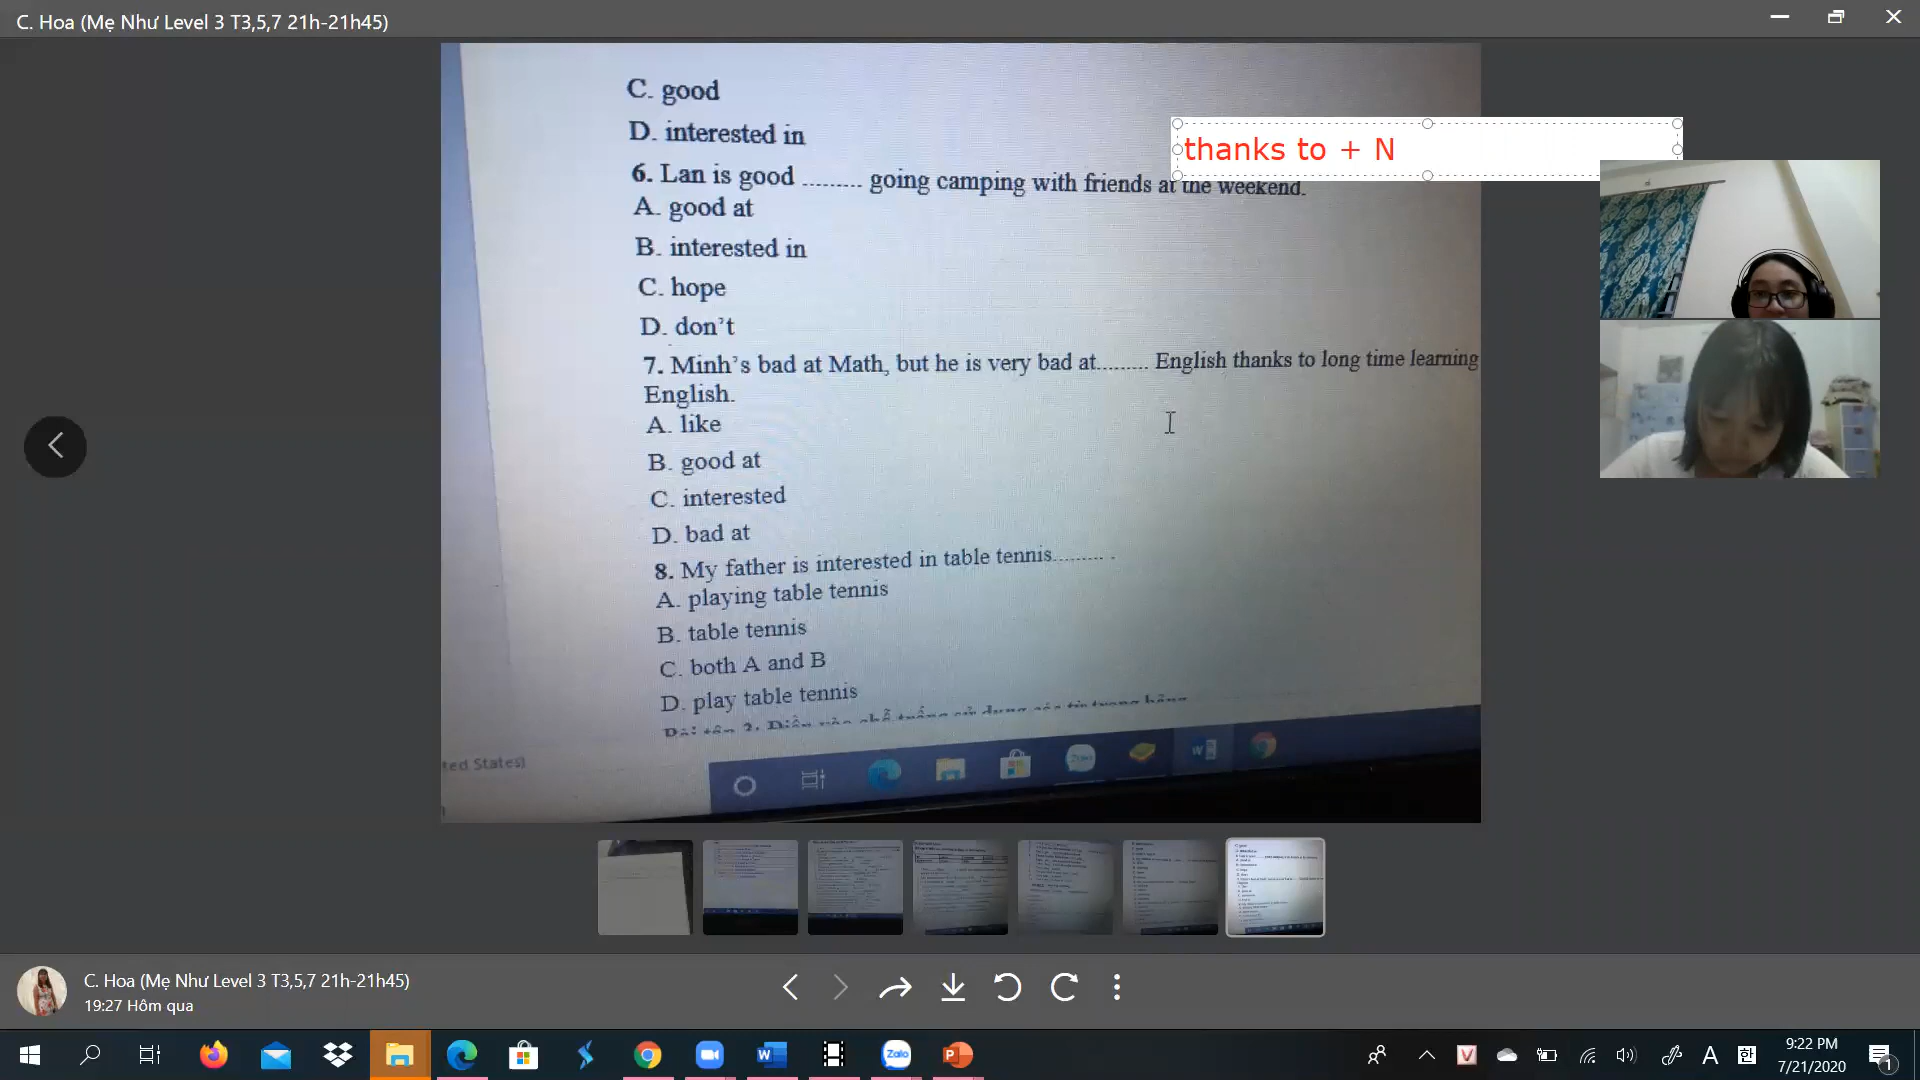 C. Hoa (Mẹ Như Level 3 T3,5,7 21h-21h45)
C. good
D. interested in
thanks to + N
6. Lan is good ......... going camping with friends at the weekend.
A. good at
B. interested in
C. hope
D. don't
7. Minh's bad at Math, but he is very bad at......... English thanks to long time learning
English.
A. like
B. good at
C. interested
D. bad at
8. My father is interested in table tennis......... .
A. playing table tennis
B. table tennis
C. both A and B
D. play table tennis
ted States)
C. Hoa (Mẹ Như Level 3 T3,5,7 21h-21h45)
19:27 Hôm qua
Zalo
9:22 PM
7/21/2020
1